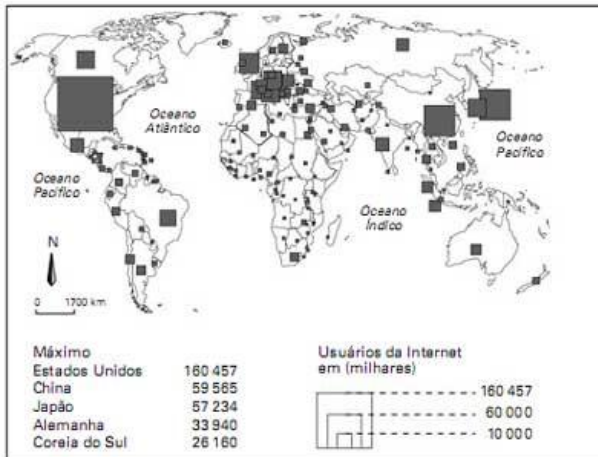 Oceano
Atlântico
Oceano
Pacífico
Oceano
Pacífico
Oceano
Índico
N
0 1700 km
Máximo
Estados Unidos 160 457
China 59 565
Japão 57 234
Alemanha 33 940
Coreia do Sul 26 160
Usuários da Internet
em (milhares)
160 457
60 000
10 000